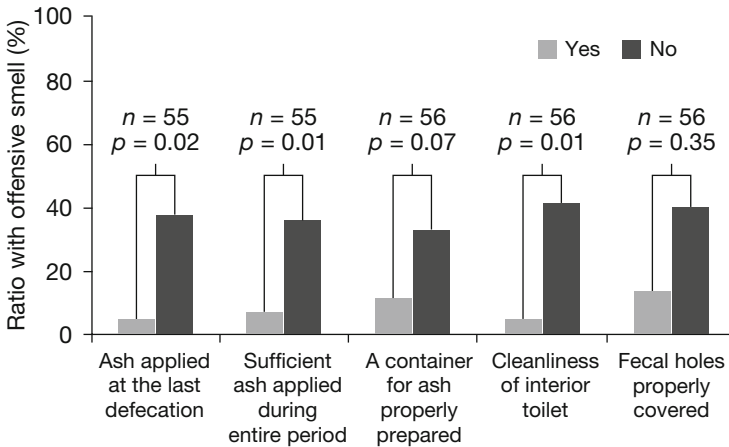 Ratio with offensive smell (%)
100
80
60
40
20
0
Yes No
n = 55
p = 0.02
n = 55
p = 0.01
n = 56
p = 0.07
n = 56
p = 0.01
n = 56
p = 0.35
Ash applied
at the last
defecation
Sufficient
ash applied
during
entire period
A container
for ash
properly
prepared
Cleanliness
of interior
toilet
Fecal holes
properly
covered